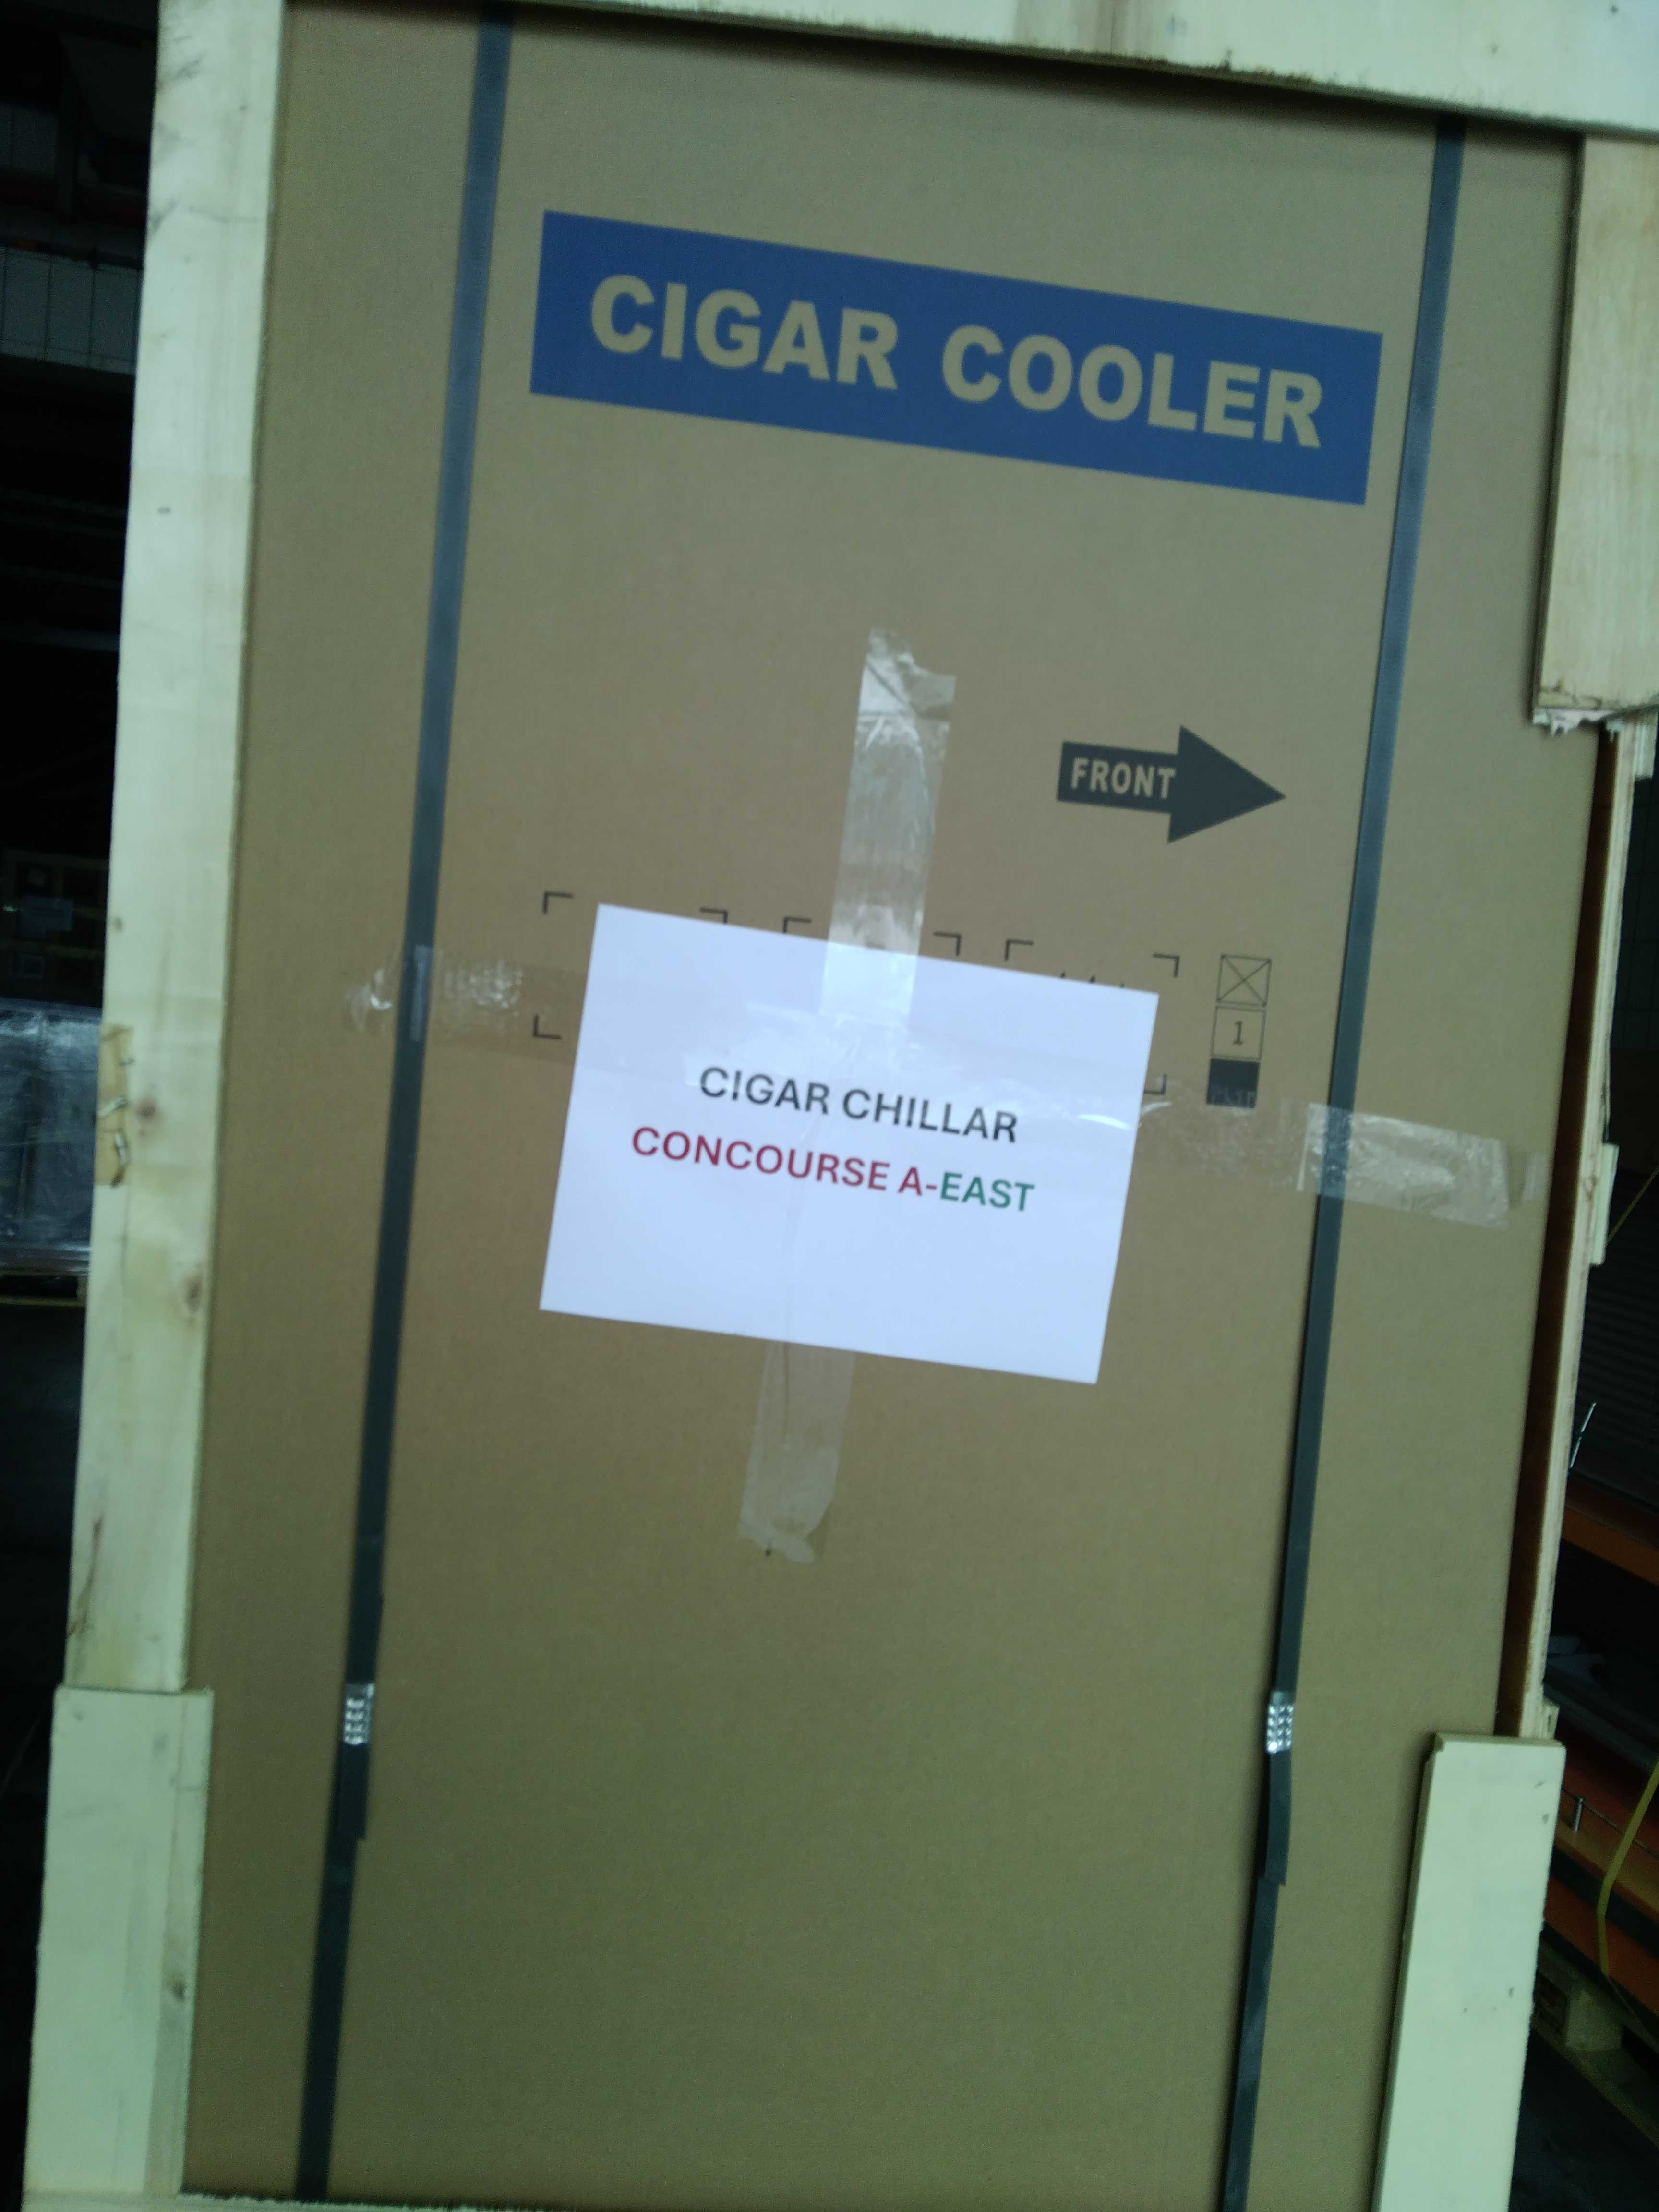 CIGAR COOLER
FRONT
1
CIGAR CHILLAR
CONCOURSE A-EAST